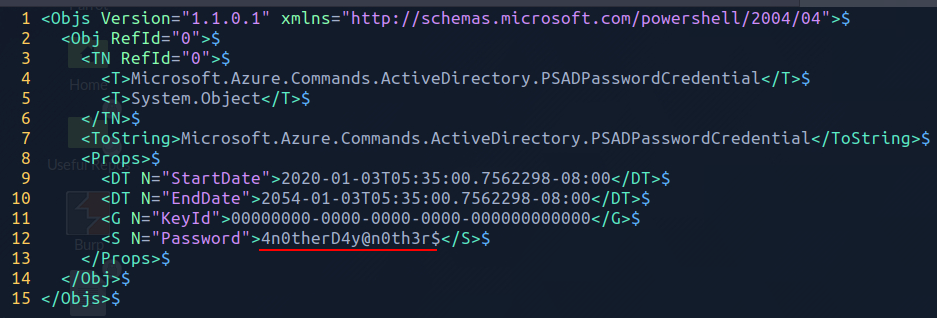 1 <Objs Version="1.1.0.1" xmlns="http://schemas.microsoft.com/powershell/2004/04">$
2   <Obj RefId="0">$
3     <TN RefId="0">$
4       <T>Microsoft.Azure.Commands.ActiveDirectory.PSADPasswordCredential</T>$
5       <T>System.Object</T>$
6     </TN>$
7     <ToString>Microsoft.Azure.Commands.ActiveDirectory.PSADPasswordCredential</ToString>$
8     <Props>$
9       <DT N="StartDate">2020-01-03T05:35:00.7562298-08:00</DT>$
10       <DT N="EndDate">2054-01-03T05:35:00.7562298-08:00</DT>$
11       <G N="KeyId">00000000-0000-0000-0000-000000000000</G>$
12       <S N="Password">4n0therD4y@n0th3r$</S>$
13     </Props>$
14   </Obj>$
15 </Objs>$
Home
Burp